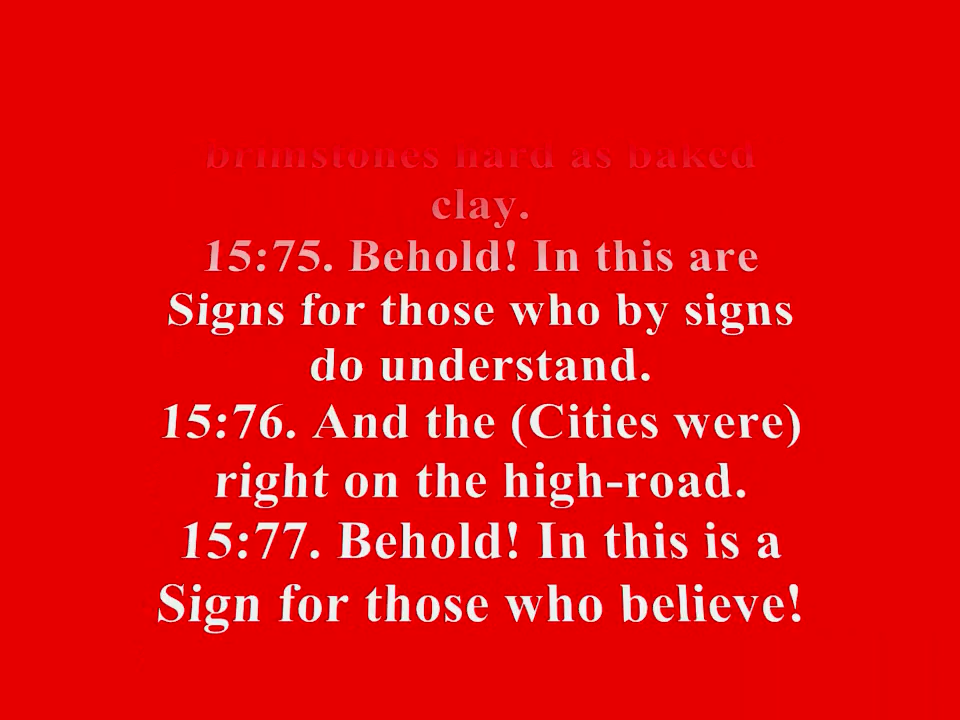 brimstones hard as baked
clay.
15:75. Behold! In this are
Signs for those who by signs
do understand.
15:76. And the (Cities were)
right on the high-road.
15:77. Behold! In this is a
Sign for those who believe!